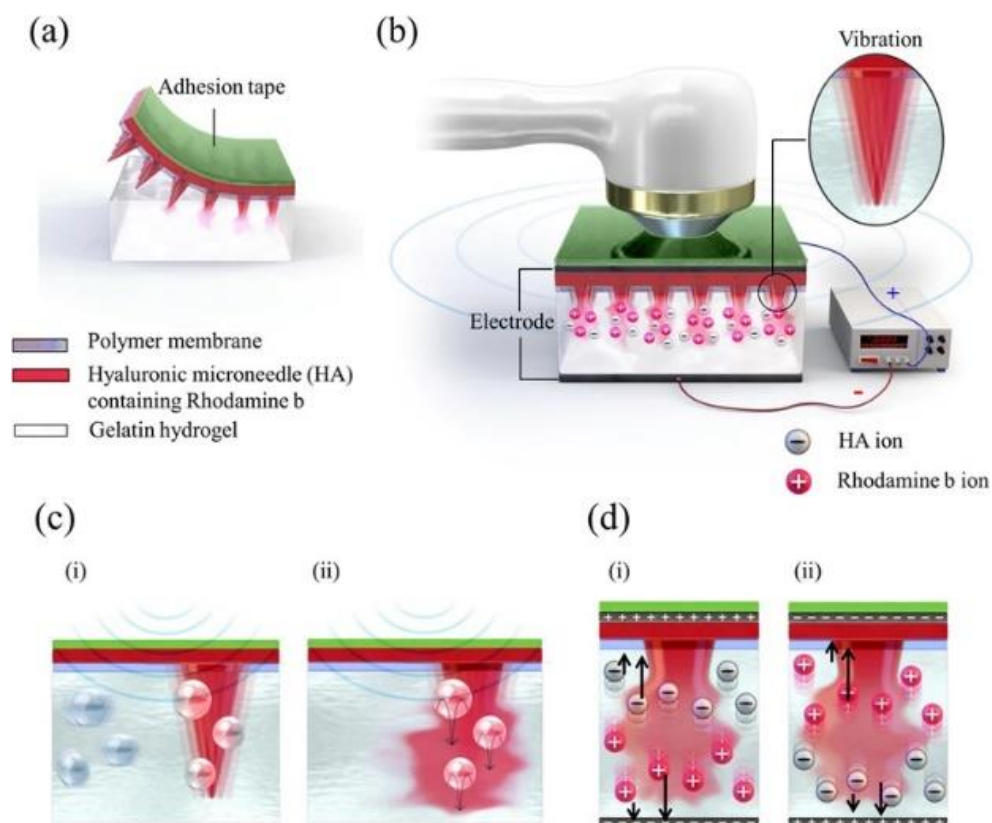 (a)
Adhesion tape
Polymer membrane
Hyaluronic microneedle (HA)
containing Rhodamine b
Gelatin hydrogel
(b)
Vibration
Electrode
+
-
− HA ion
+ Rhodamine b ion
(c)
(i)
(ii)
(d)
(i)
(ii)